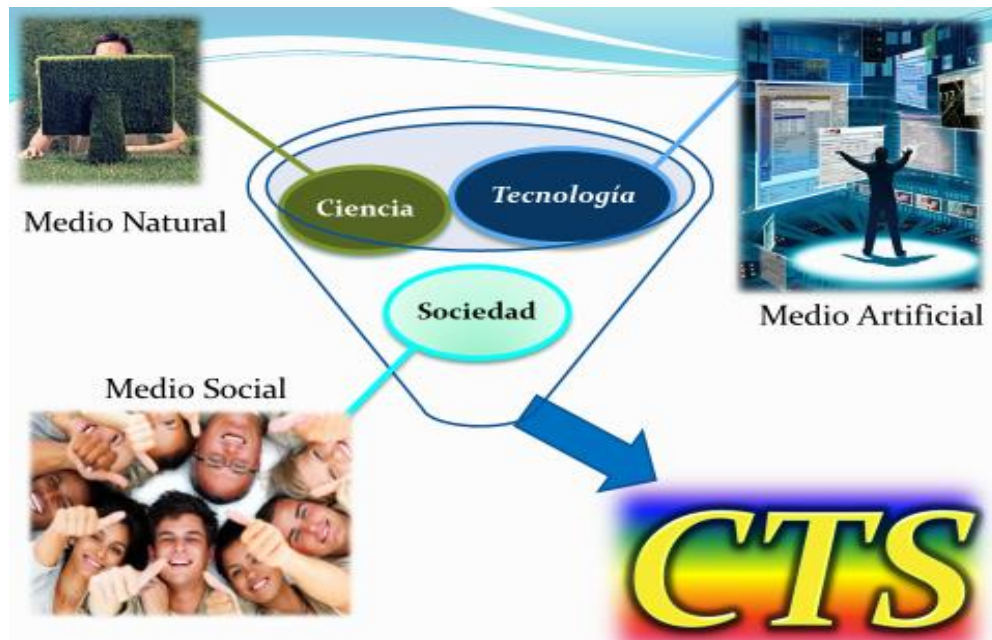 Medio Natural
Ciencia
Tecnología
Sociedad
Medio Artificial
Medio Social
CTS